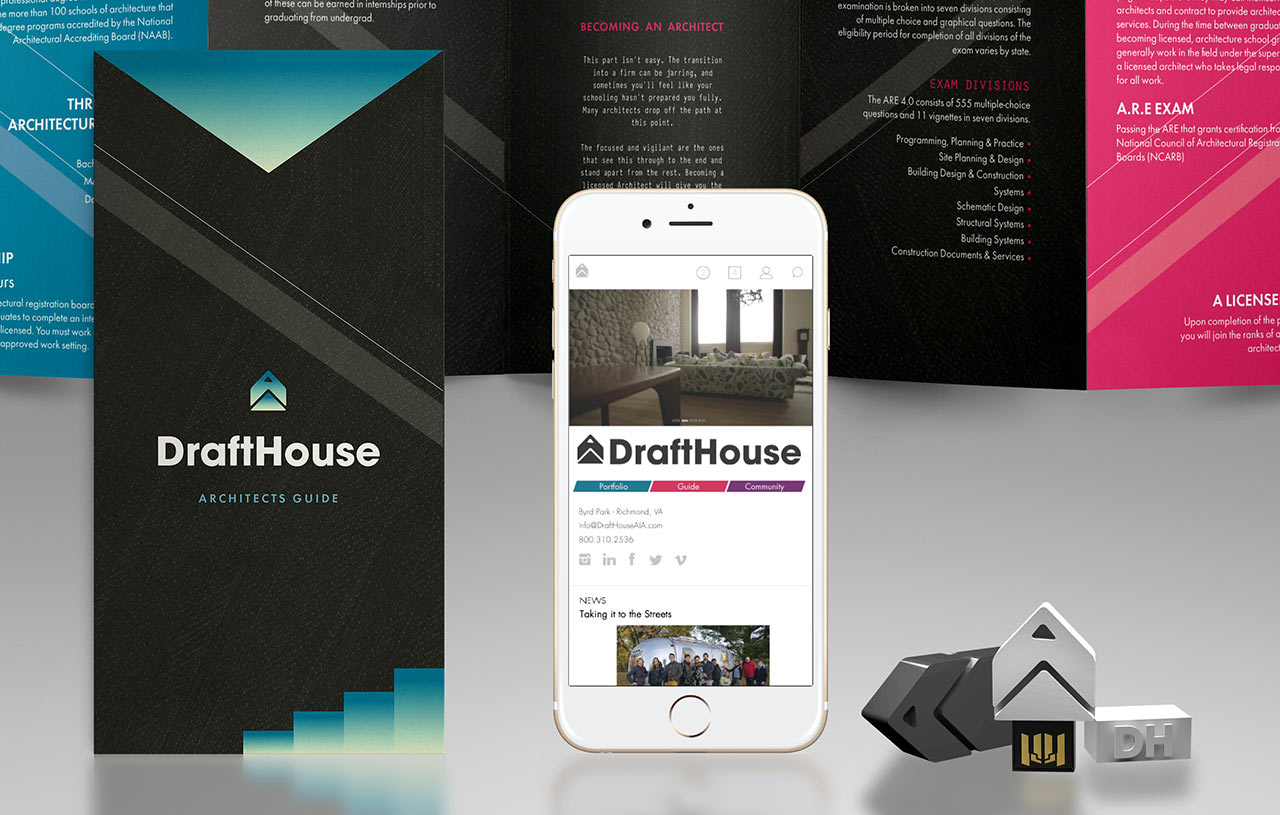 professional deg
the more than 100 schools of architecture that
degree programs accredited by the National
Architectural Accrediting Board (NAAB).
THR
ARCHITECTUR
Bach
Ma
Do
IIP
urs
ectural registration board
uates to complete an inte
licensed. You must work
approved work setting.
of these can be earned in internships prior to
graduating from undergrad.
DraftHouse
ARCHITECTS GUIDE
BECOMING AN ARCHITECT
This part isn't easy. The transition
into a firm can be jarring, and
sometimes you'll feel like your
schooling hasn't prepared you fully.
Many architects drop off the path at
this point.
The focused and vigilant are the ones
that see this through to the end and
stand apart from the rest. Becoming a
licensed Architect will give you the
examination is broken into seven divisions consisting
of multiple choice and graphical questions. The
eligibility period for completion of all divisions of the
exam varies by state.
EXAM DIVISIONS
The ARE 4.0 consists of 555 multiple-choice
questions and 11 vignettes in seven divisions.
Programming, Planning & Practice •
Site Planning & Design •
Building Design & Construction •
Systems •
Schematic Design •
Structural Systems •
Building Systems •
Construction Documents & Services •
architects and contract to provide architec
services. During the time between graduat
becoming licensed, architecture school gr
generally work in the field under the super
a licensed architect who takes legal respo
for all work.
A.R.E EXAM
Passing the ARE that grants certification fro
National Council of Architectural Registra
Boards (NCARB)
A LICENSE
Upon completion of the p
you will join the ranks of a
architec
DraftHouse
Portfolio Guide Community
Byrd Park - Richmond, VA
Info@DraftHouseAIA.com
800.310.2536
NEWS
Taking it to the Streets
DH